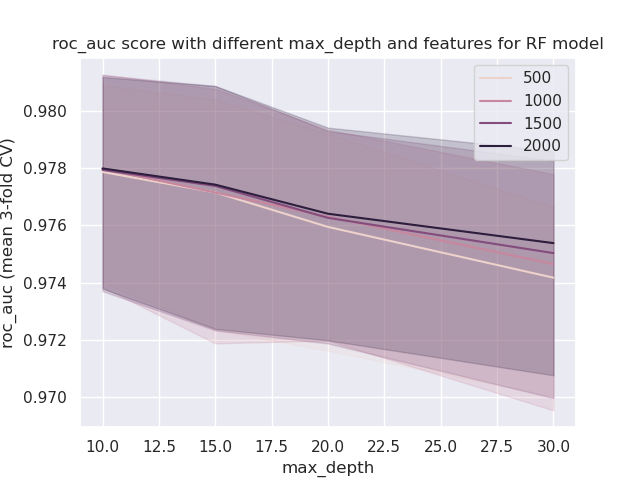 roc_auc score with different max_depth and features for RF model
500
1000
1500
2000
0.980
0.978
0.976
0.974
0.972
0.970
roc_auc (mean 3-fold CV)
10.0 12.5 15.0 17.5 20.0 22.5 25.0 27.5 30.0
max_depth